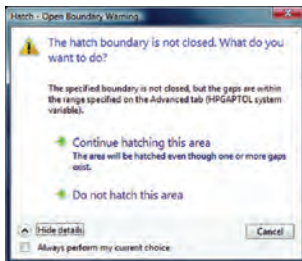 Hatch - Open Boundary Warning
The hatch boundary is not closed. What do you
want to do?
The specified boundary is not closed, but the gaps are within
the range specified on the Advanced tab (HPGAPTOL system
variable).
Continue hatching this area
The area will be hatched even though one or more gaps
exist.
Do not hatch this area
Hide details
Cancel
Always perform my current choice